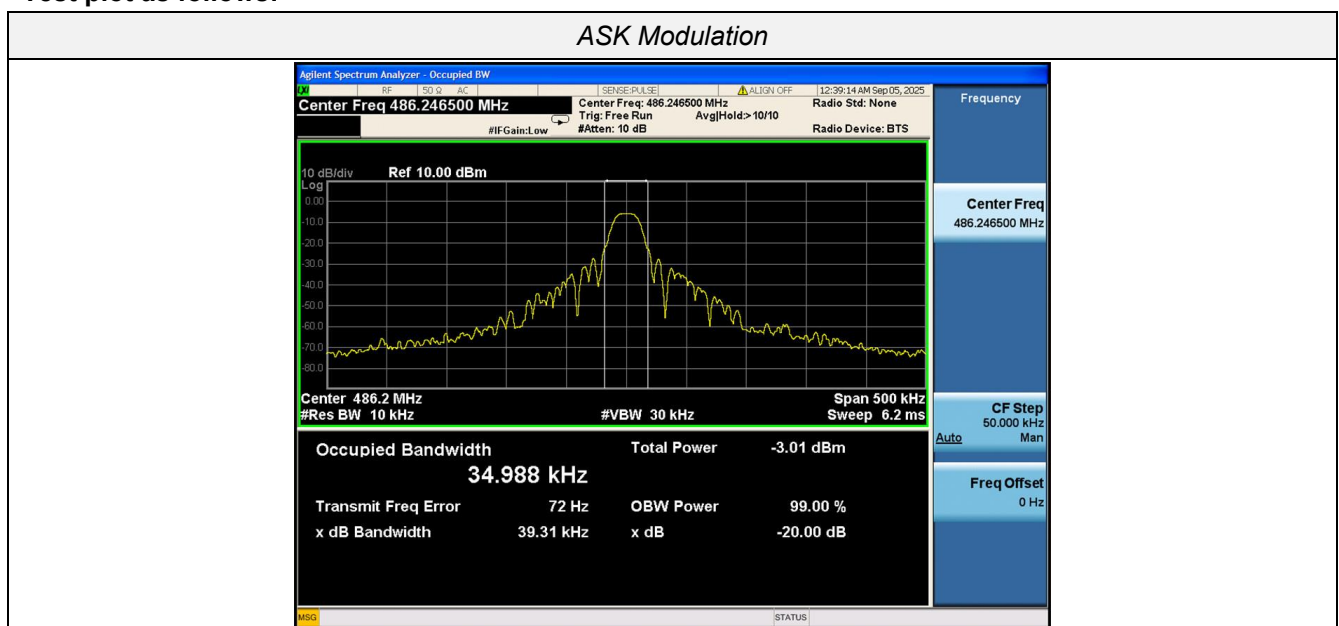 ASK Modulation
Agilent Spectrum Analyzer - Occupied BW
RF 50 Ω AC SENSE:PULSE ALIGN OFF 12:39:14 AM Sep 05, 2025
Center Freq 486.246500 MHz
Center Freq: 486.246500 MHz
Radio Std: None
Trig: Free Run Avg|Hold:> 10/10
#IFGain:Low #Atten: 10 dB Radio Device: BTS
10 dB/div Ref 10.00 dBm
Log
0.00
-10.0
-20.0
-30.0
-40.0
-50.0
-60.0
-70.0
-80.0
Center 486.2 MHz Span 500 kHz
#Res BW 10 kHz #VBW 30 kHz Sweep 6.2 ms
Occupied Bandwidth Total Power -3.01 dBm
34.988 kHz
Transmit Freq Error 72 Hz OBW Power 99.00 %
x dB Bandwidth 39.31 kHz x dB -20.00 dB
MSG STATUS
Frequency
Center Freq
486.246500 MHz
CF Step
50.000 kHz
Auto Man
Freq Offset
0 Hz